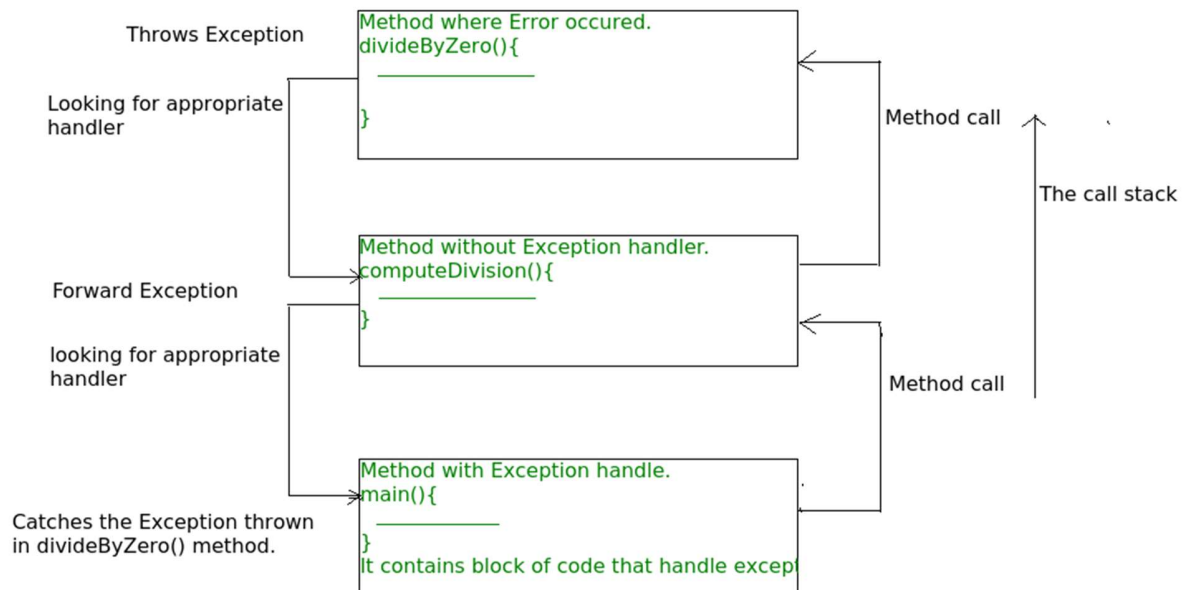 Throws Exception
Method where Error occured.
divideByZero(){
}
Looking for appropriate
handler
Method call
The call stack
Method without Exception handler.
computeDivision(){
}
Forward Exception
looking for appropriate
handler
Method call
Method with Exception handle.
main(){
}
It contains block of code that handle except
Catches the Exception thrown
in divideByZero() method.